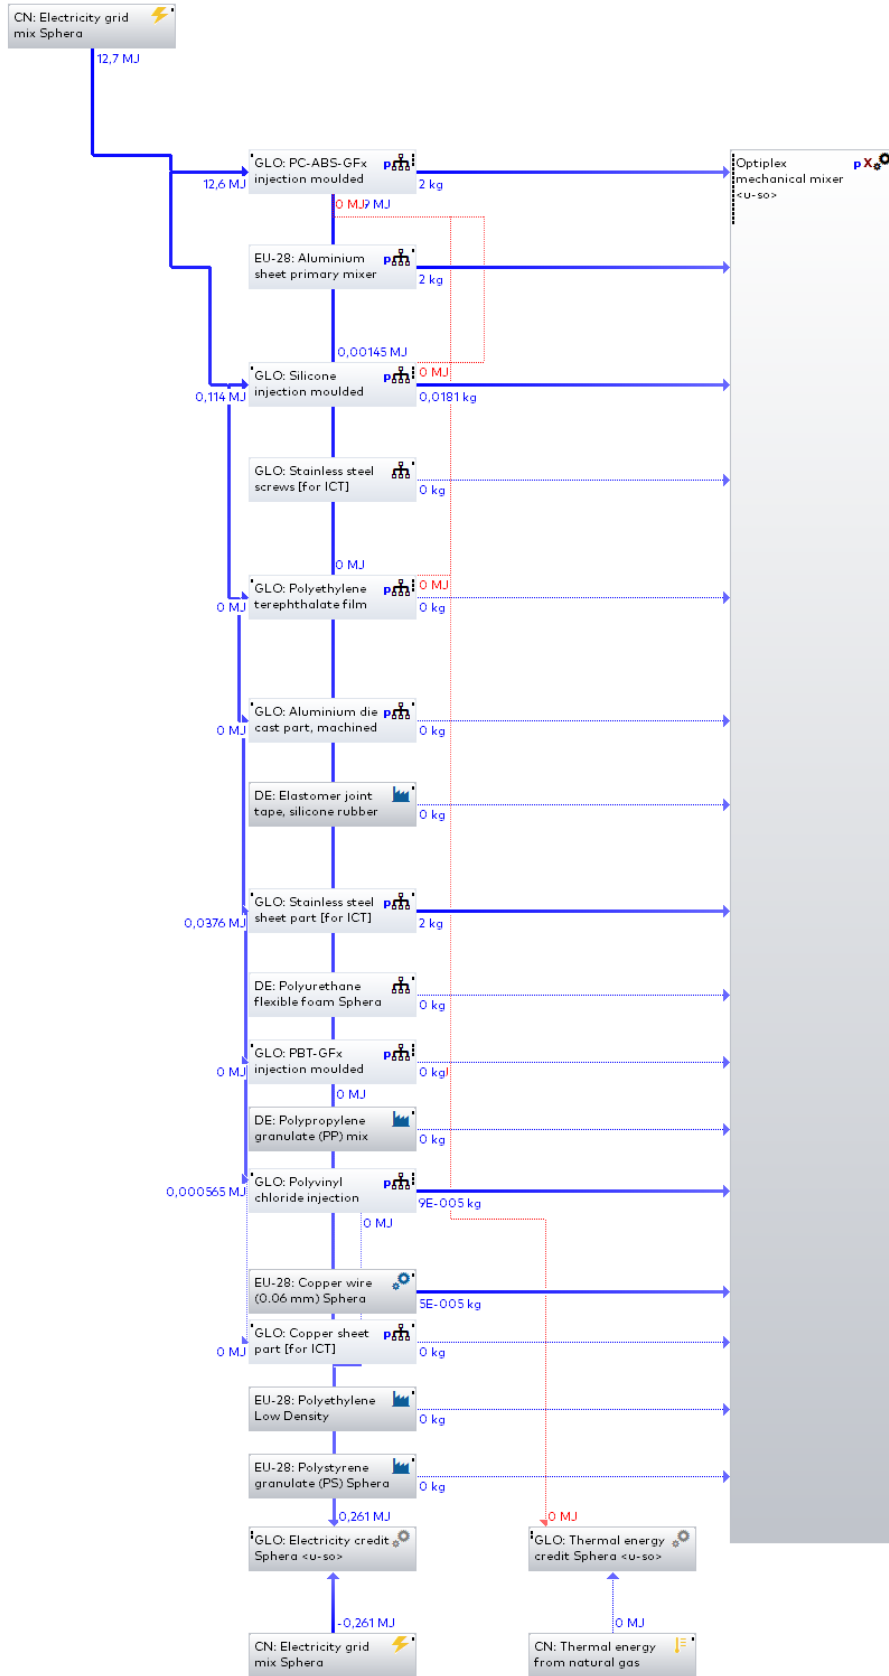 CN: Electricity grid
mix Sphera
12,7 MJ
GLO: PC-ABS-GFx
injection moulded
p
12,6 MJ
2 kg
0 MJ
9 MJ
Optiplex
mechanical mixer
<u-so>
pX
EU-28: Aluminium
sheet primary mixer
p
2 kg
0,00145 MJ
GLO: Silicone
injection moulded
p
0 MJ
0,114 MJ
0,0181 kg
GLO: Stainless steel
screws [for ICT]
0 kg
0 MJ
GLO: Polyethylene
terephthalate film
p
0 MJ
0 MJ
0 kg
GLO: Aluminium die
cast part, machined
p
0 MJ
0 kg
DE: Elastomer joint
tape, silicone rubber
0 kg
GLO: Stainless steel
sheet part [for ICT]
p
0,0376 MJ
2 kg
DE: Polyurethane
flexible foam Sphera
0 kg
GLO: PBT-GFx
injection moulded
p
0 MJ
0 kg
0 MJ
DE: Polypropylene
granulate (PP) mix
0 kg
GLO: Polyvinyl
chloride injection
p
0,000565 MJ
9E-005 kg
0 MJ
EU-28: Copper wire
(0.06 mm) Sphera
5E-005 kg
GLO: Copper sheet
part [for ICT]
p
0 MJ
0 kg
EU-28: Polyethylene
Low Density
0 kg
EU-28: Polystyrene
granulate (PS) Sphera
0 kg
0,261 MJ
0 MJ
GLO: Electricity credit
Sphera <u-so>
GLO: Thermal energy
credit Sphera <u-so>
-0,261 MJ
0 MJ
CN: Electricity grid
mix Sphera
CN: Thermal energy
from natural gas